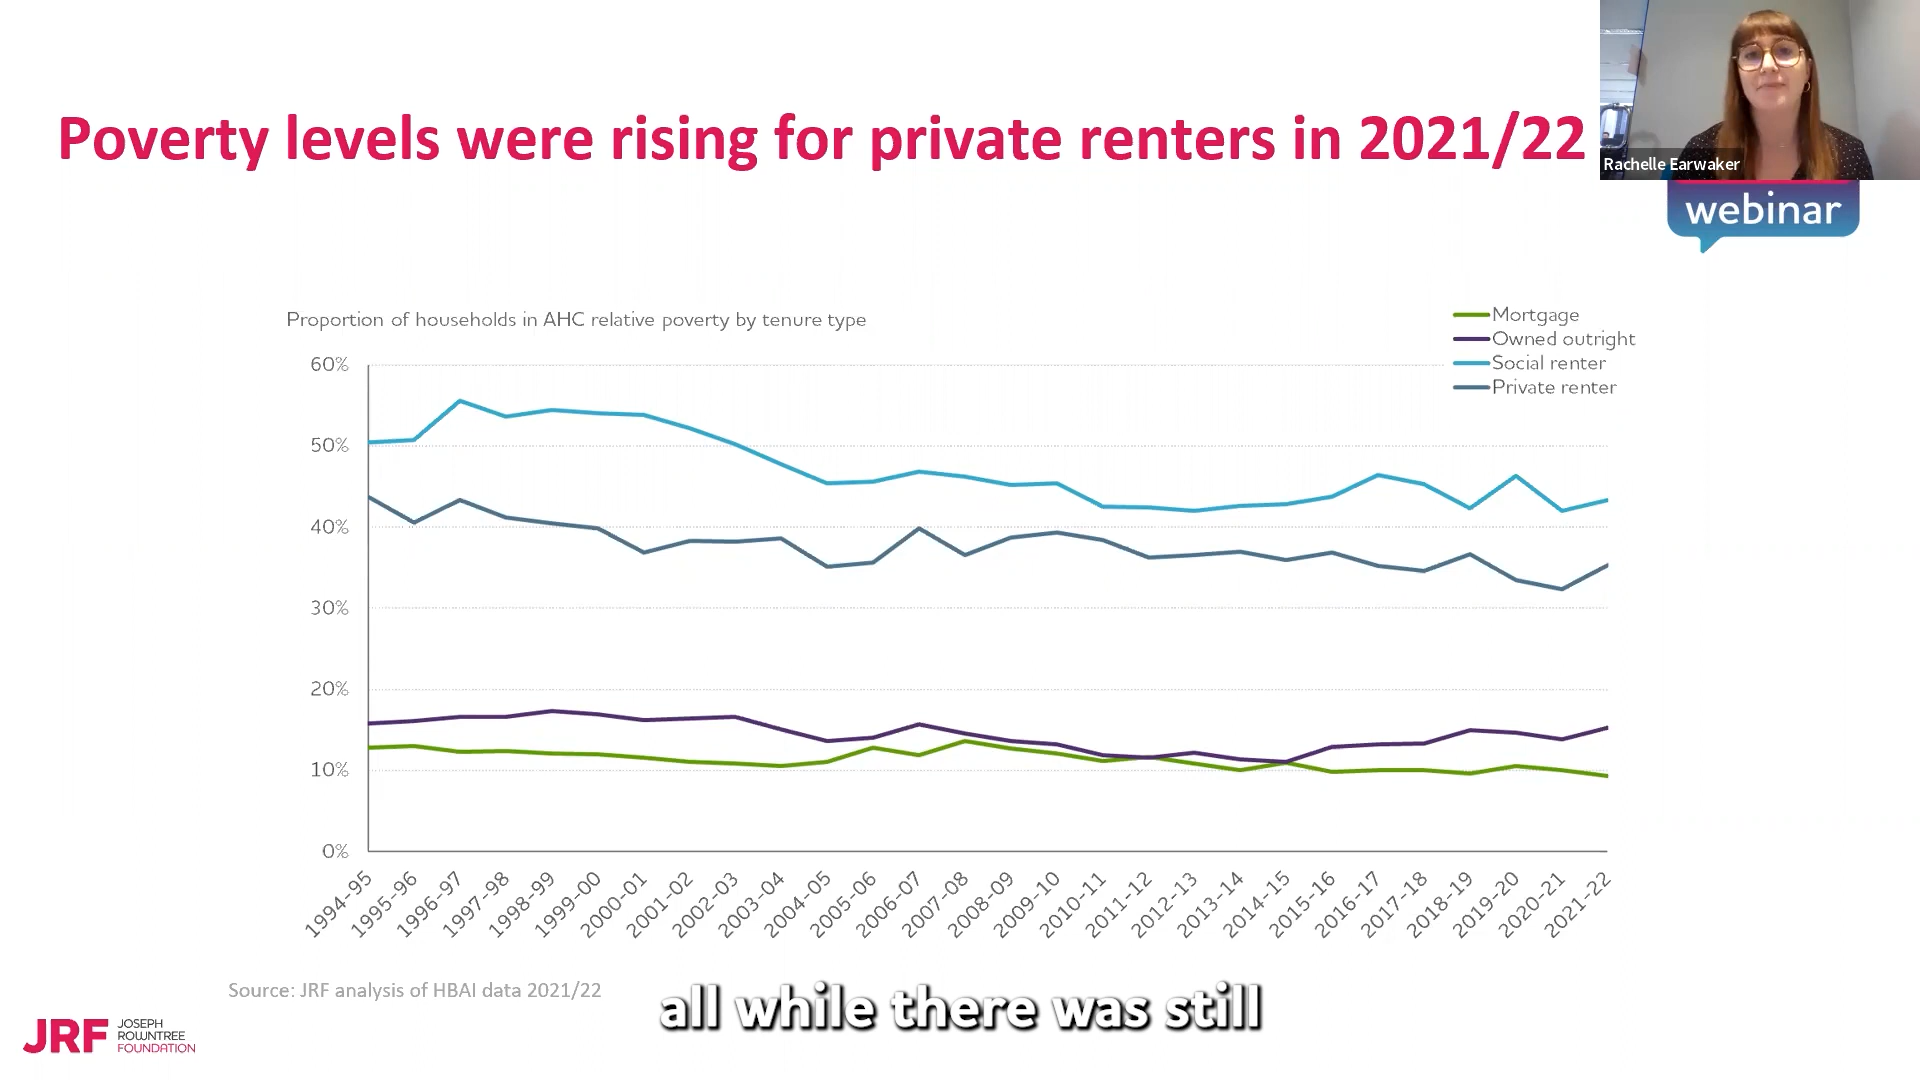 Poverty levels were rising for private renters in 2021/22
Rachelle Earwaker
webinar
Proportion of households in AHC relative poverty by tenure type
Mortgage
Owned outright
Social renter
Private renter
60%
50%
40%
30%
20%
10%
0%
1994-95
1995-96
1996-97
1997-98
1998-99
1999-00
2000-01
2001-02
2002-03
2003-04
2004-05
2005-06
2006-07
2007-08
2008-09
2009-10
2010-11
2011-12
2012-13
2013-14
2014-15
2015-16
2016-17
2017-18
2018-19
2019-20
2020-21
2021-22
Source: JRF analysis of HBAI data 2021/22
all while there was still
JRF
JOSEPH
ROWNTREE
FOUNDATION